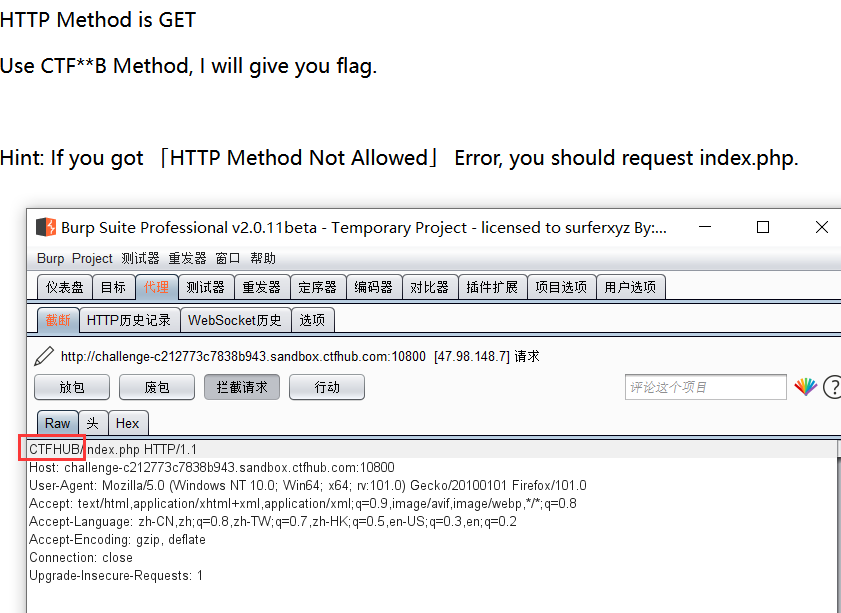 HTTP Method is GET
Use CTF**B Method, I will give you flag.
Hint: If you got 「HTTP Method Not Allowed」 Error, you should request index.php.
Burp Suite Professional v2.0.11beta - Temporary Project - licensed to surferxyz By:...
Burp Project 测试器 重发器 窗口 帮助
仪表盘 目标 代理 测试器 重发器 定序器 编码器 对比器 插件扩展 项目选项 用户选项
截断 HTTP历史记录 WebSocket历史 选项
http://challenge-c212773c7838b943.sandbox.ctfhub.com:10800 [47.98.148.7] 请求
放包 废包 拦截请求 行动 评论这个项目 ?
Raw 头 Hex
CTFHUB/index.php HTTP/1.1
Host: challenge-c212773c7838b943.sandbox.ctfhub.com:10800
User-Agent: Mozilla/5.0 (Windows NT 10.0; Win64; x64; rv:101.0) Gecko/20100101 Firefox/101.0
Accept: text/html,application/xhtml+xml,application/xml;q=0.9,image/avif,image/webp,*/*;q=0.8
Accept-Language: zh-CN,zh;q=0.8,zh-TW;q=0.7,zh-HK;q=0.5,en-US;q=0.3,en;q=0.2
Accept-Encoding: gzip, deflate
Connection: close
Upgrade-Insecure-Requests: 1